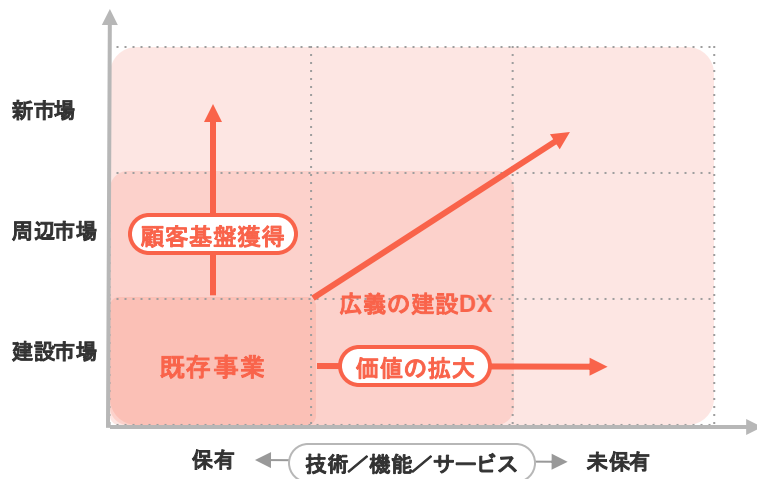 新市場
周辺市場
顧客基盤獲得
広義の建設DX
建設市場
既存事業
価値の拡大
保有
技術／機能／サービス
未保有